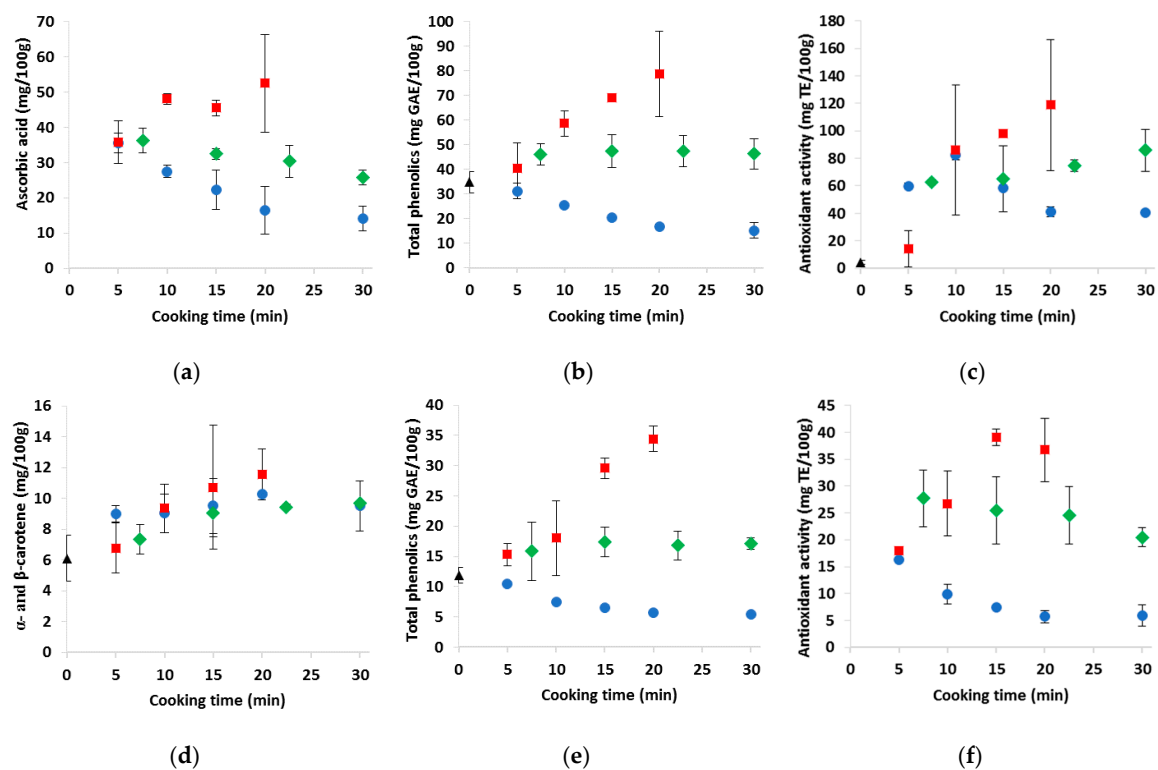 Ascorbic acid (mg/100g)
70
60
50
40
30
20
10
0
0 5 10 15 20 25 30
Cooking time (min)
(a)
Total phenolics (mg GAE/100g)
100
90
80
70
60
50
40
30
20
10
0
0 5 10 15 20 25 30
Cooking time (min)
(b)
Antioxidant activity (mg TE/100g)
180
160
140
120
100
80
60
40
20
0
0 5 10 15 20 25 30
Cooking time (min)
(c)
α- and β-carotene (mg/100g)
16
14
12
10
8
6
4
2
0
0 5 10 15 20 25 30
Cooking time (min)
(d)
Total phenolics (mg GAE/100g)
40
35
30
25
20
15
10
5
0
0 5 10 15 20 25 30
Cooking time (min)
(e)
Antioxidant activity (mg TE/100g)
45
40
35
30
25
20
15
10
5
0
0 5 10 15 20 25 30
Cooking time (min)
(f)